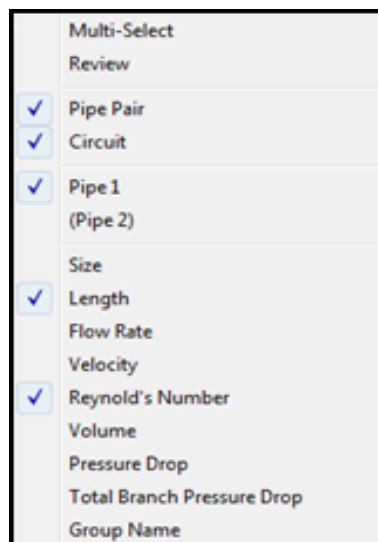 Multi-Select
Review
Pipe Pair
Circuit
Pipe 1
(Pipe 2)
Size
Length
Flow Rate
Velocity
Reynold's Number
Volume
Pressure Drop
Total Branch Pressure Drop
Group Name